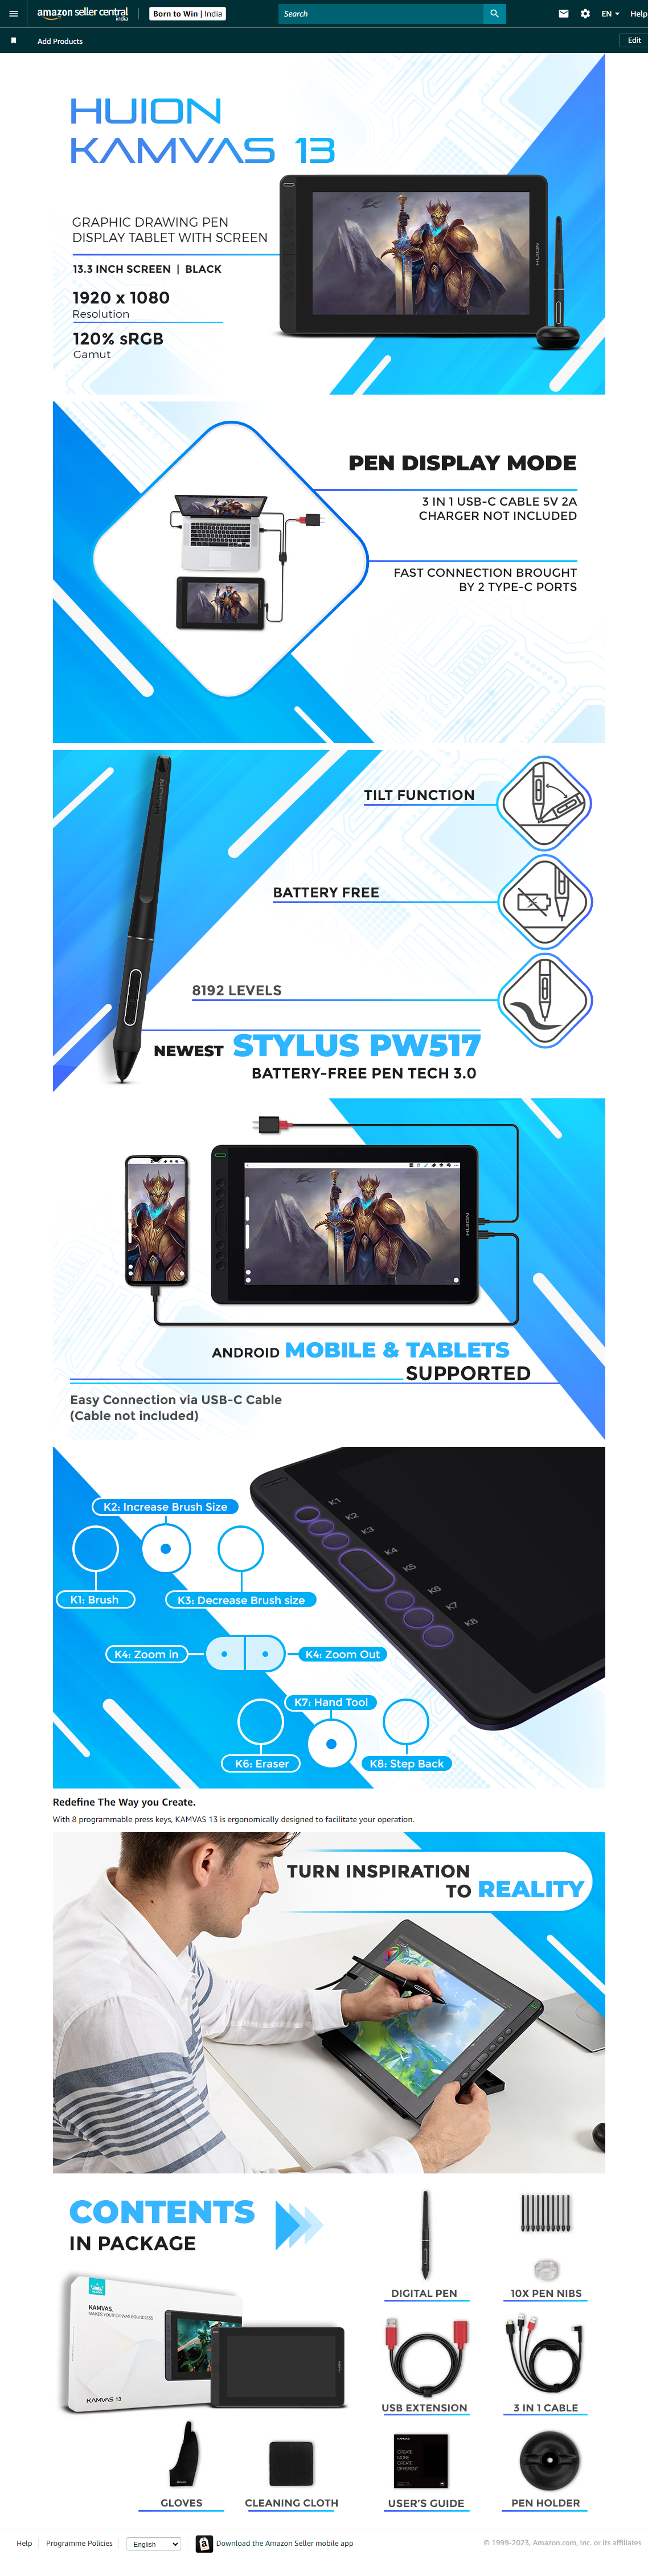 amazon seller central
india
Born to Win | India
Search
EN
Help
Add Products
Edit
HUION
KAMVAS 13
GRAPHIC DRAWING PEN
DISPLAY TABLET WITH SCREEN
13.3 INCH SCREEN | BLACK
1920 x 1080
Resolution
120% sRGB
Gamut
HUION
PEN DISPLAY MODE
3 IN 1 USB-C CABLE 5V 2A
CHARGER NOT INCLUDED
FAST CONNECTION BROUGHT
BY 2 TYPE-C PORTS
HUION
TILT FUNCTION
BATTERY FREE
8192 LEVELS
NEWEST STYLUS PW517
BATTERY-FREE PEN TECH 3.0
HUION
ANDROID MOBILE & TABLETS
SUPPORTED
Easy Connection via USB-C Cable
(Cable not included)
K1
K2
K3
K4
K5
K6
K7
K8
K2: Increase Brush Size
K1: Brush
K3: Decrease Brush size
K4: Zoom in
K4: Zoom Out
K7: Hand Tool
K6: Eraser
K8: Step Back
Redefine The Way you Create.
With 8 programmable press keys, KAMVAS 13 is ergonomically designed to facilitate your operation.
TURN INSPIRATION
TO REALITY
CONTENTS
IN PACKAGE
DIGITAL PEN
10X PEN NIBS
KAMVAS
KAMVAS 13
USB EXTENSION
3 IN 1 CABLE
CREATE
MORE
CREATE
DIFFERENT
GLOVES
CLEANING CLOTH
USER'S GUIDE
PEN HOLDER
Help
Programme Policies
English
Download the Amazon Seller mobile app
© 1999-2023, Amazon.com, Inc. or its affiliates